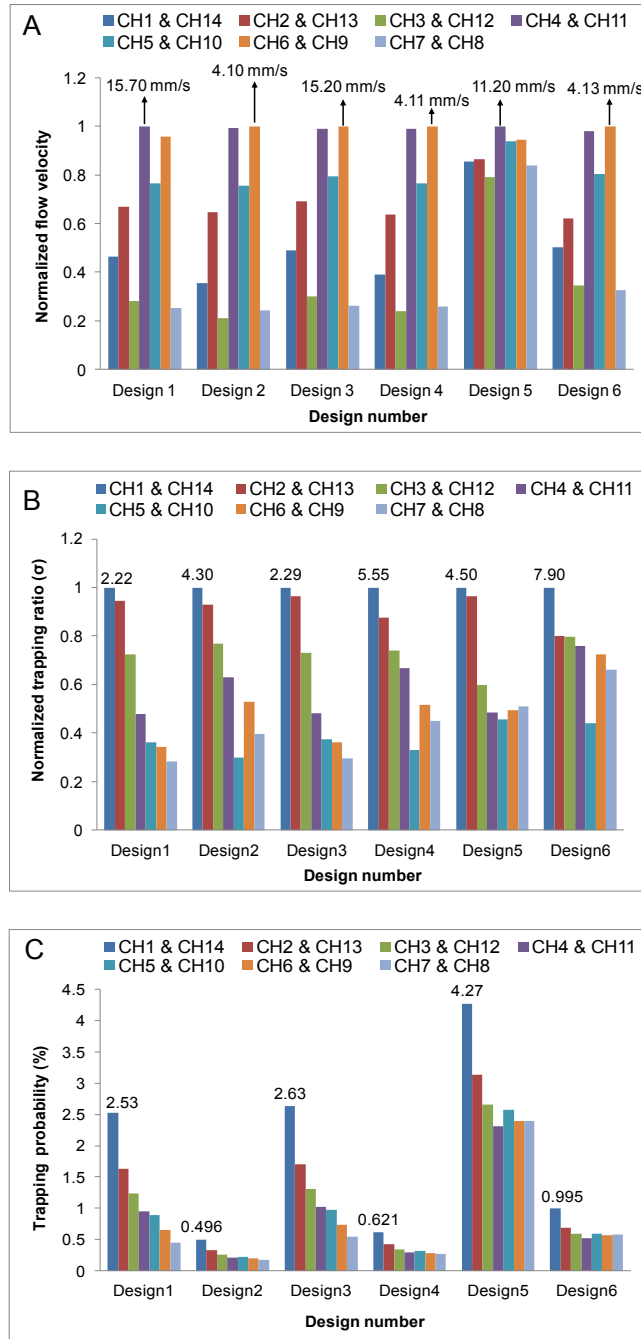 A
CH1 & CH14 CH2 & CH13 CH3 & CH12 CH4 & CH11
CH5 & CH10 CH6 & CH9 CH7 & CH8
15.70 mm/s 4.10 mm/s 15.20 mm/s 4.11 mm/s 11.20 mm/s 4.13 mm/s
Normalized flow velocity
1.2
1
0.8
0.6
0.4
0.2
0
Design 1 Design 2 Design 3 Design 4 Design 5 Design 6
Design number
B
CH1 & CH14 CH2 & CH13 CH3 & CH12 CH4 & CH11
CH5 & CH10 CH6 & CH9 CH7 & CH8
Normalized trapping ratio (σ)
1.2
1
0.8
0.6
0.4
0.2
0
2.22 4.30 2.29 5.55 4.50 7.90
Design1 Design2 Design3 Design4 Design5 Design6
Design number
C
CH1 & CH14 CH2 & CH13 CH3 & CH12 CH4 & CH11
CH5 & CH10 CH6 & CH9 CH7 & CH8
Trapping probability (%)
4.5
4
3.5
3
2.5
2
1.5
1
0.5
0
2.53 0.496 2.63 0.621 4.27 0.995
Design1 Design2 Design3 Design4 Design5 Design6
Design number